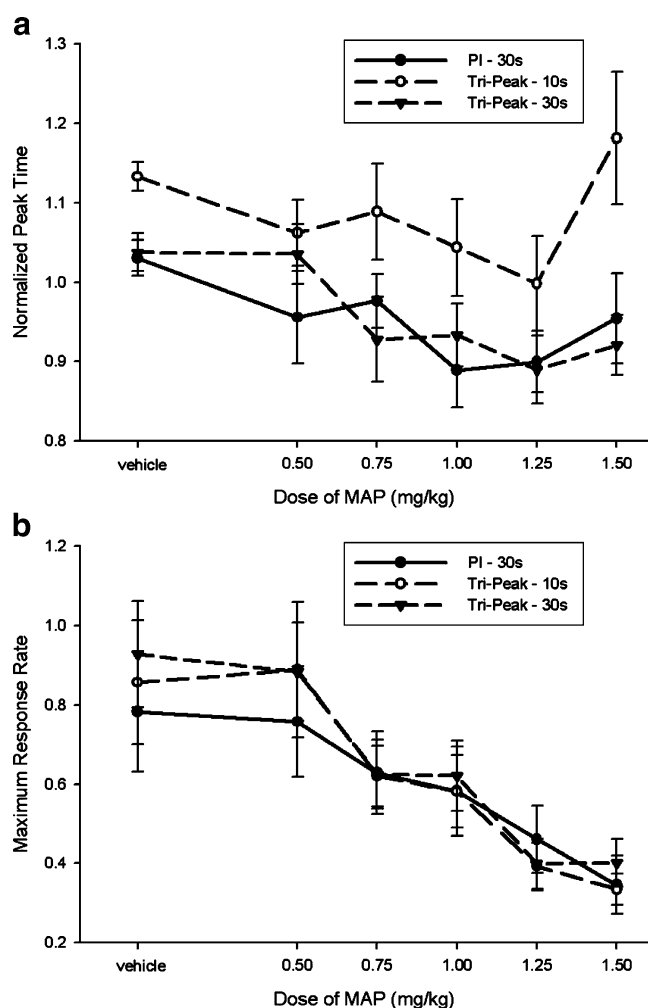 a
1.3
1.2
1.1
1.0
0.9
0.8
Normalized Peak Time
PI - 30s
Tri-Peak - 10s
Tri-Peak - 30s
vehicle 0.50 0.75 1.00 1.25 1.50
Dose of MAP (mg/kg)
b
1.2
1.0
0.8
0.6
0.4
0.2
Maximum Response Rate
PI - 30s
Tri-Peak - 10s
Tri-Peak - 30s
vehicle 0.50 0.75 1.00 1.25 1.50
Dose of MAP (mg/kg)